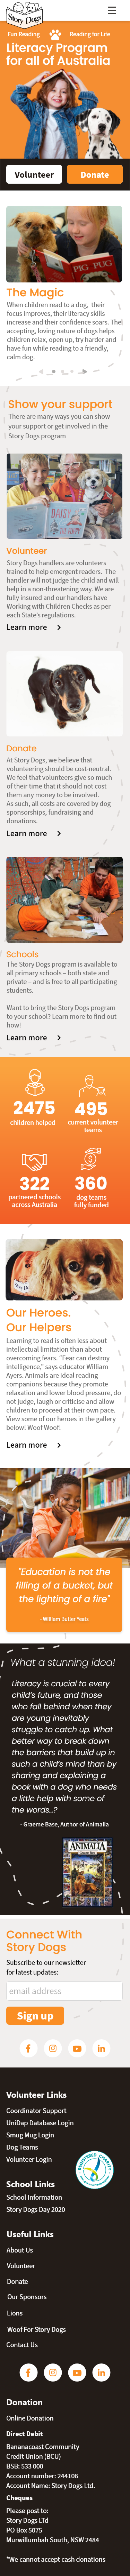 Story Dogs
Fun Reading
Reading for Life
Literacy Program
for all of Australia
Volunteer
Donate
The Magic
When children read to a dog, their
focus improves, their literacy skills
increase and their confidence soars. The
accepting, loving nature of dogs helps
children relax, open up, try harder and
have fun while reading to a friendly,
calm dog.
Show your support
There are many ways you can show
your support or get involved in the
Story Dogs program
Volunteer
Story Dogs handlers are volunteers
trained to help emergent readers. The
handler will not judge the child and will
help in a non-threatening way. We are
fully insured and our handlers have
Working with Children Checks as per
each State's regulations.
Learn more
Donate
At Story Dogs, we believe that
volunteering should be cost-neutral.
We feel that volunteers give so much
of their time that it should not cost
them any money to be involved.
As such, all costs are covered by dog
sponsorships, fundraising and
donations.
Learn more
Schools
The Story Dogs program is available to
all primary schools – both state and
private – and is free to all participating
students.
Want to bring the Story Dogs program
to your school? Learn more to find out
how!
Learn more
2475
children helped
495
current volunteer
teams
322
partnered schools
across Australia
360
dog teams
fully funded
Our Heroes.
Our Helpers
Learning to read is often less about
intellectual limitation than about
overcoming fears. "Fear can destroy
intelligence," says educator William
Ayers. Animals are ideal reading
companions because they promote
relaxation and lower blood pressure, do
not judge, laugh or criticize and allow
children to proceed at their own pace.
View some of our heroes in the gallery
below! Woof Woof!
Learn more
"Education is not the
filling of a bucket, but
the lighting of a fire"
- William Butler Yeats
What a stunning idea!
Literacy is crucial to every
child's future, and those
who fall behind when they
are young inevitably
struggle to catch up. What
better way to break down
the barriers that build up in
such a child's mind than by
sharing and explaining a
book with a dog who needs
a little help with some of
the words...?
- Graeme Base, Author of Animalia
ANIMALIA
Connect With
Story Dogs
Subscribe to our newsletter
for latest updates:
email address
Sign up
Volunteer Links
Coordinator Support
UniDap Database Login
Smug Mug Login
Dog Teams
Volunteer Login
REGISTERED CHARITY
School Links
School Information
Story Dogs Day 2020
Useful Links
About Us
Volunteer
Donate
Our Sponsors
Lions
Woof For Story Dogs
Contact Us
Donation
Online Donation
Direct Debit
Bananacoast Community
Credit Union (BCU)
BSB: 533 000
Account number: 244106
Account Name: Story Dogs Ltd.
Cheques
Please post to:
Story Dogs LTd
PO Box 5075
Murwillumbah South, NSW 2484
*We cannot accept cash donations